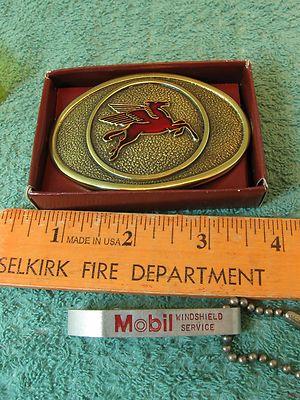 1 MADE IN USA 2 3 4
SELKIRK FIRE DEPARTMENT
Mobil WINDSHIELD
SERVICE